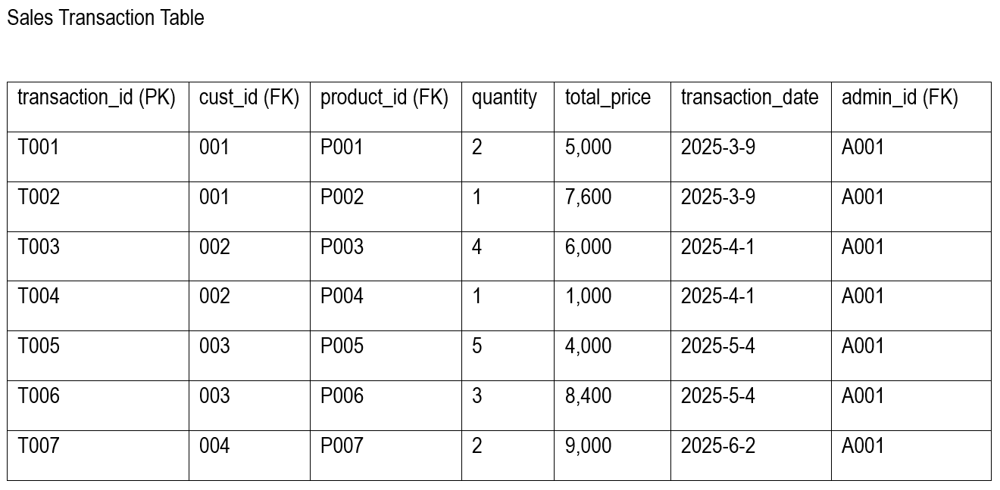 Sales Transaction Table
transaction_id (PK) cust_id (FK) product_id (FK) quantity total_price transaction_date admin_id (FK)
T001 001 P001 2 5,000 2025-3-9 A001
T002 001 P002 1 7,600 2025-3-9 A001
T003 002 P003 4 6,000 2025-4-1 A001
T004 002 P004 1 1,000 2025-4-1 A001
T005 003 P005 5 4,000 2025-5-4 A001
T006 003 P006 3 8,400 2025-5-4 A001
T007 004 P007 2 9,000 2025-6-2 A001